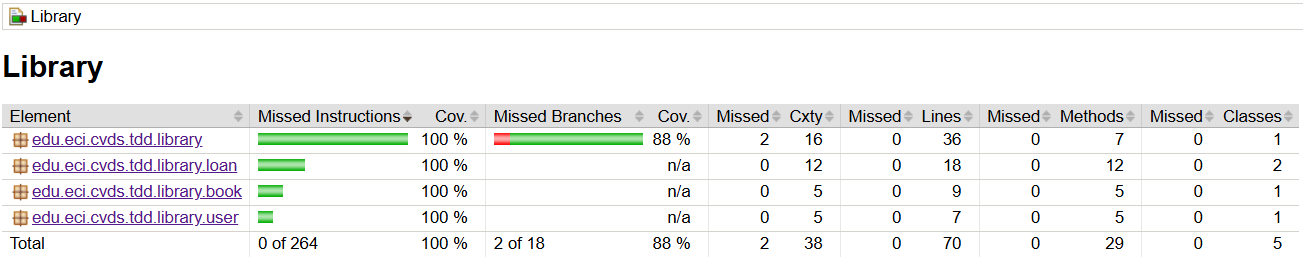 Library
Library
Element Missed Instructions Cov. Missed Branches Cov. Missed Cxty Missed Lines Missed Methods Missed Classes
edu.eci.cvds.tdd.library 100 % 88 % 2 16 0 36 0 7 0 1
edu.eci.cvds.tdd.library.loan 100 % n/a 0 12 0 18 0 12 0 2
edu.eci.cvds.tdd.library.book 100 % n/a 0 5 0 9 0 5 0 1
edu.eci.cvds.tdd.library.user 100 % n/a 0 5 0 7 0 5 0 1
Total 0 of 264 100 % 2 of 18 88 % 2 38 0 70 0 29 0 5